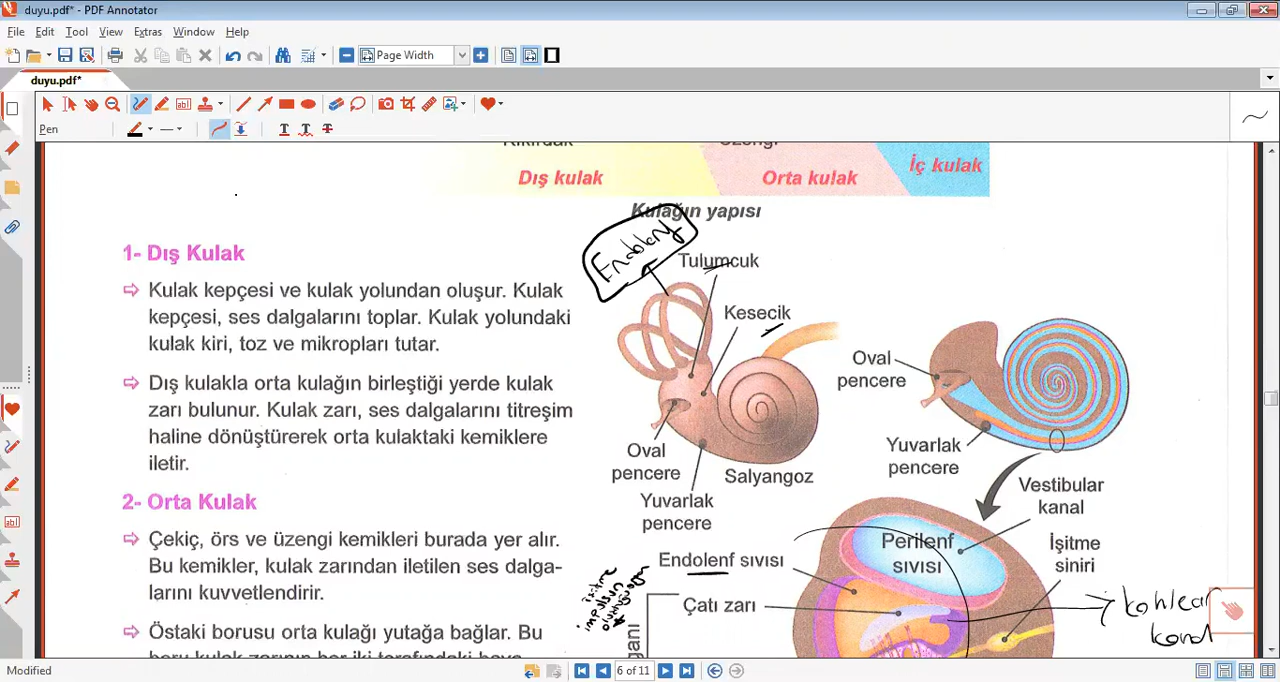 duyu.pdf* - PDF Annotator
File Edit Tool View Extras Window Help
Page Width
duyu.pdf*
Pen
Dış kulak
Orta kulak
İç kulak
Kulağın yapısı
1- Dış Kulak
Kulak kepçesi ve kulak yolundan oluşur. Kulak
kepçesi, ses dalgalarını toplar. Kulak yolundaki
kulak kiri, toz ve mikropları tutar.
Dış kulakla orta kulağın birleştiği yerde kulak
zarı bulunur. Kulak zarı, ses dalgalarını titreşim
haline dönüştürerek orta kulaktaki kemiklere
iletir.
2- Orta Kulak
Çekiç, örs ve üzengi kemikleri burada yer alır.
Bu kemikler, kulak zarından iletilen ses dalga-
larını kuvvetlendirir.
Östaki borusu orta kulağı yutağa bağlar. Bu
Endolenf
Tulumcuk
Kesecik
Oval
pencere
Yuvarlak
pencere
Salyangoz
Oval
pencere
Yuvarlak
pencere
Vestibular
kanal
Perilenf
sıvısı
İşitme
siniri
Endolenf sıvısı
Çatı zarı
işitme
kohlear
kanal
Modified
6 of 11